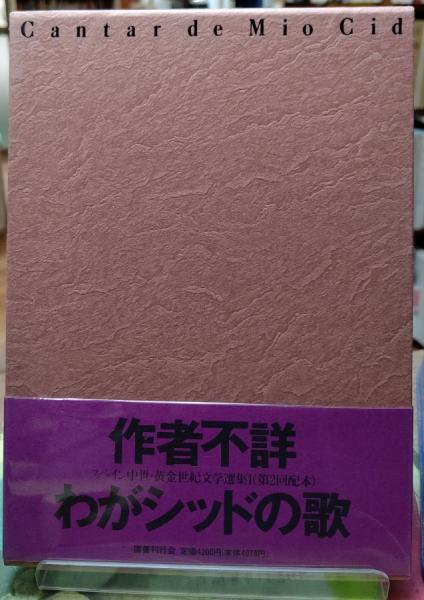 Cantar de Mio Cid
作者不詳
スペイン中世・黄金世紀文学選集1(第2回配本)
わがシッドの歌
国書刊行会 定価4200円(本体4078円)